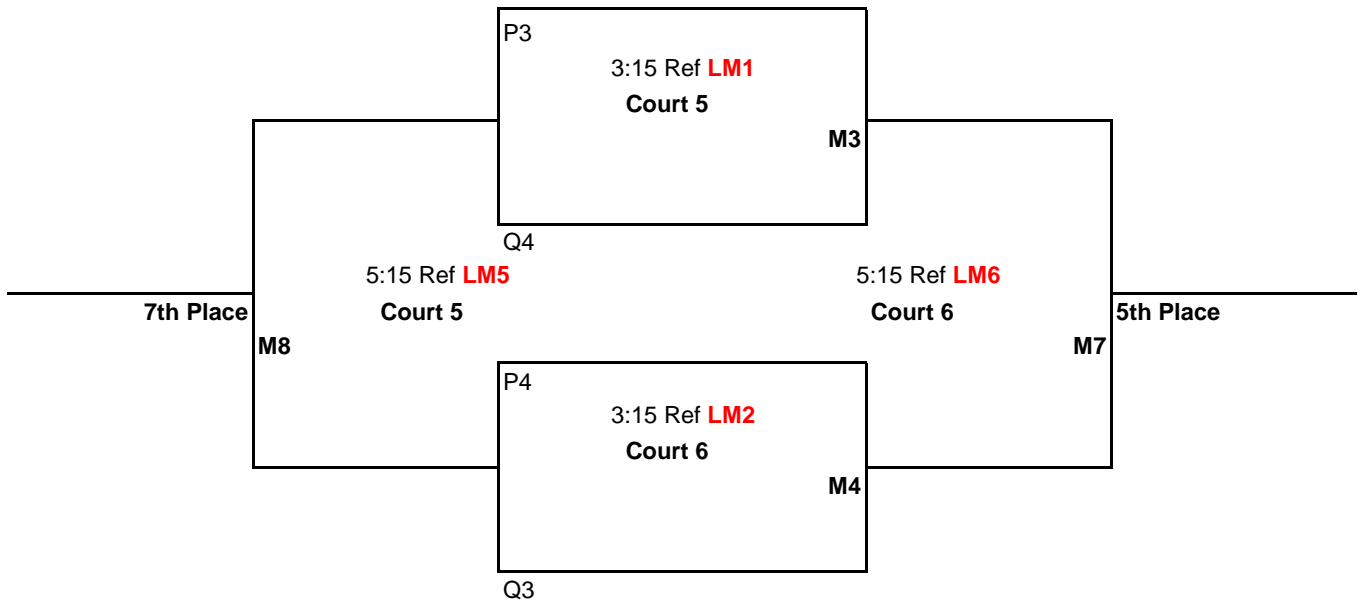 P3
3:15 Ref LM1
Court 5
M3
Q4
5:15 Ref LM5
5:15 Ref LM6
7th Place
Court 5
Court 6
5th Place
M8
M7
P4
3:15 Ref LM2
Court 6
M4
Q3